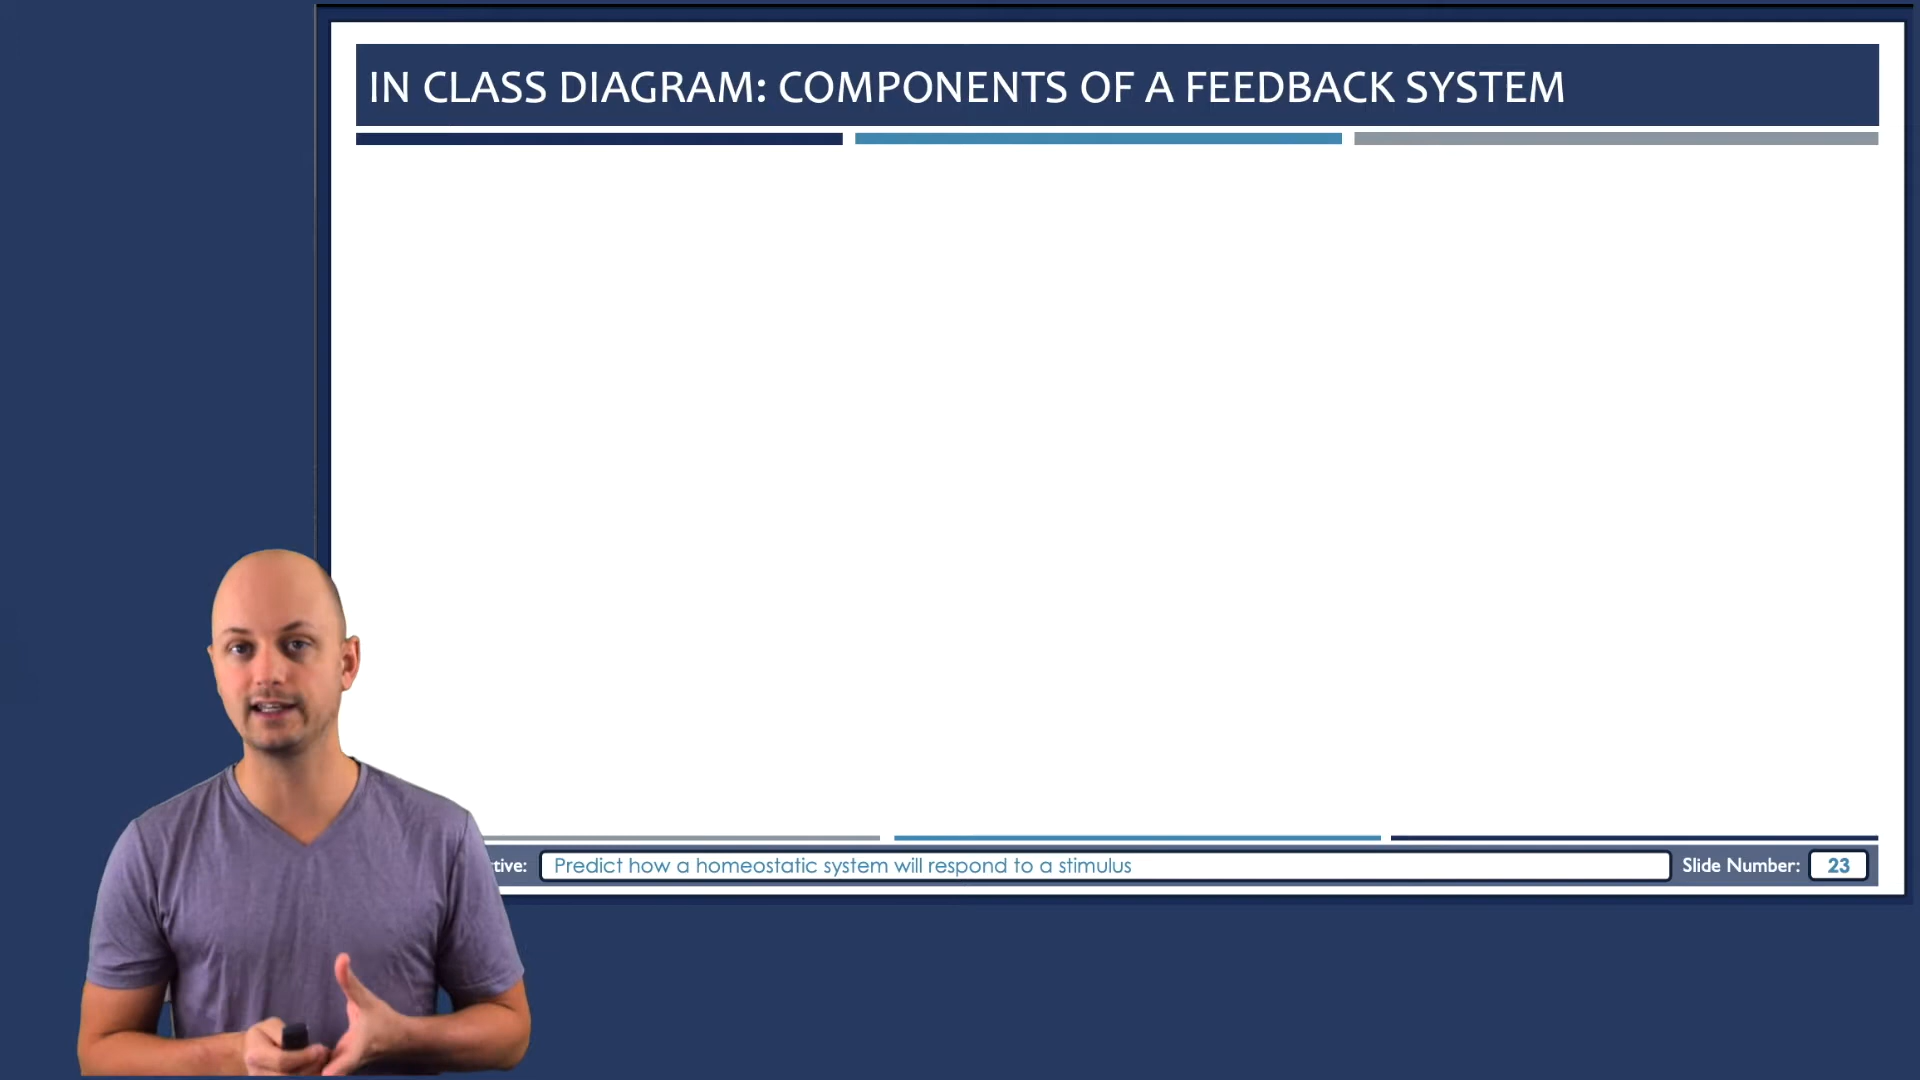 IN CLASS DIAGRAM: COMPONENTS OF A FEEDBACK SYSTEM
tive: Predict how a homeostatic system will respond to a stimulus Slide Number: 23